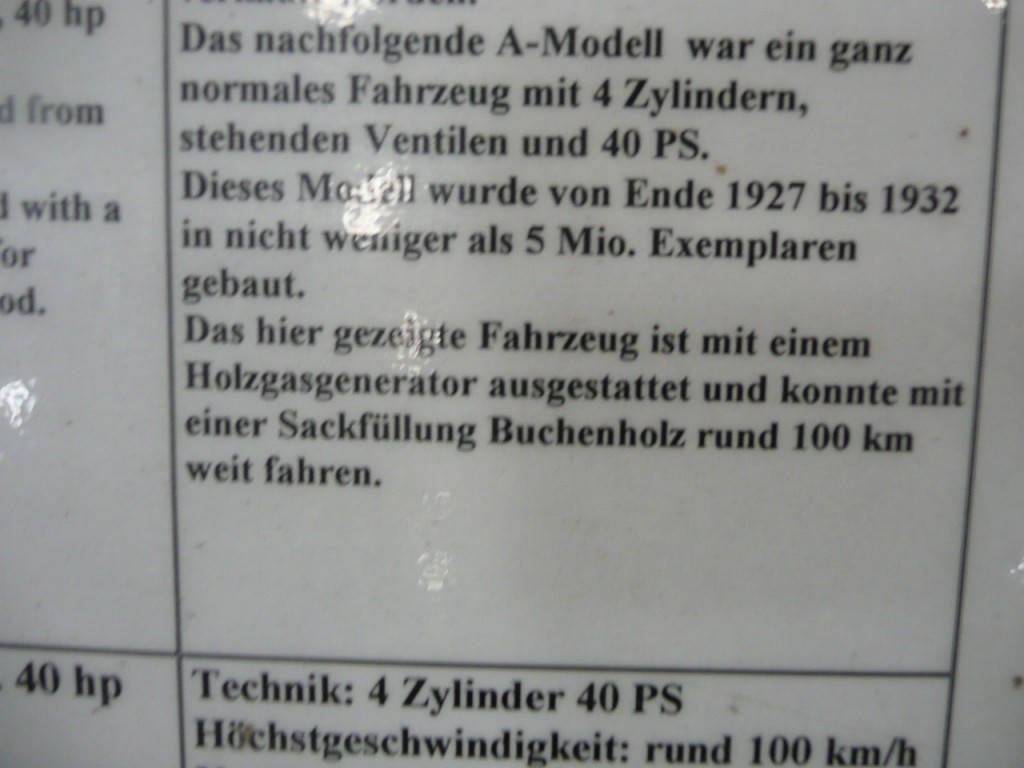 , 40 hp
d from
d with a
for
od.
Das nachfolgende A-Modell war ein ganz
normales Fahrzeug mit 4 Zylindern,
stehenden Ventilen und 40 PS.
Dieses Modell wurde von Ende 1927 bis 1932
in nicht weniger als 5 Mio. Exemplaren
gebaut.
Das hier gezeigte Fahrzeug ist mit einem
Holzgasgenerator ausgestattet und konnte mit
einer Sackfüllung Buchenholz rund 100 km
weit fahren.
. 40 hp
Technik: 4 Zylinder 40 PS
Höchstgeschwindigkeit: rund 100 km/h